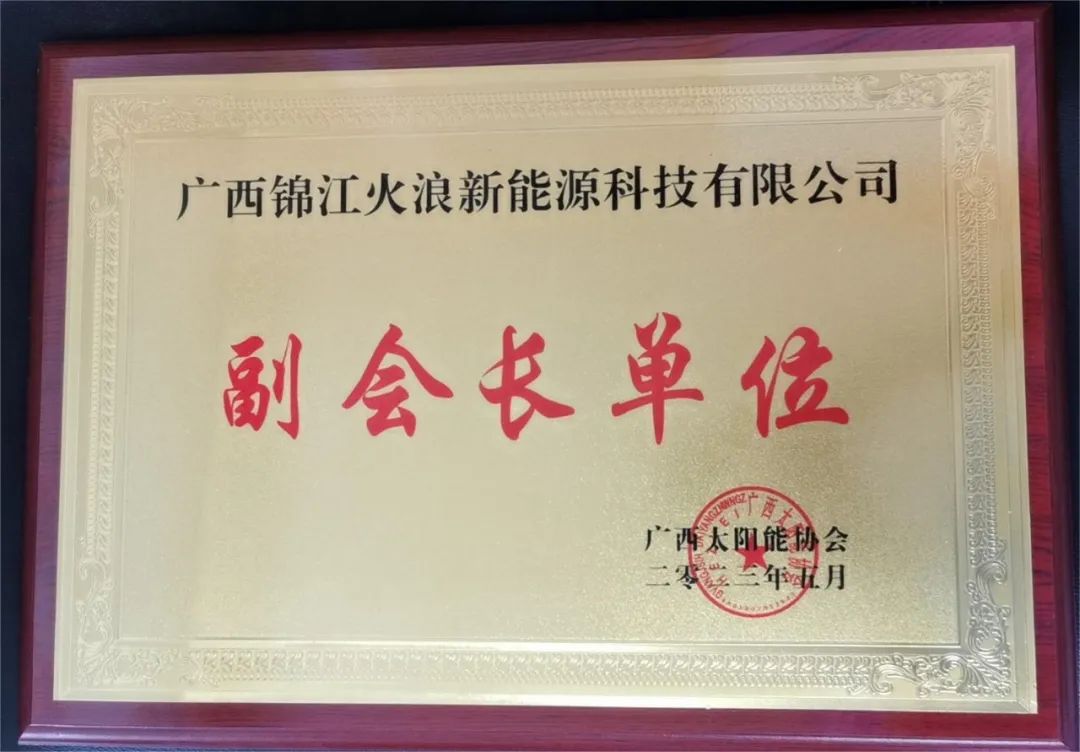 广西锦江火浪新能源科技有限公司
副会长单位
广西太阳能协会
二零二三年五月